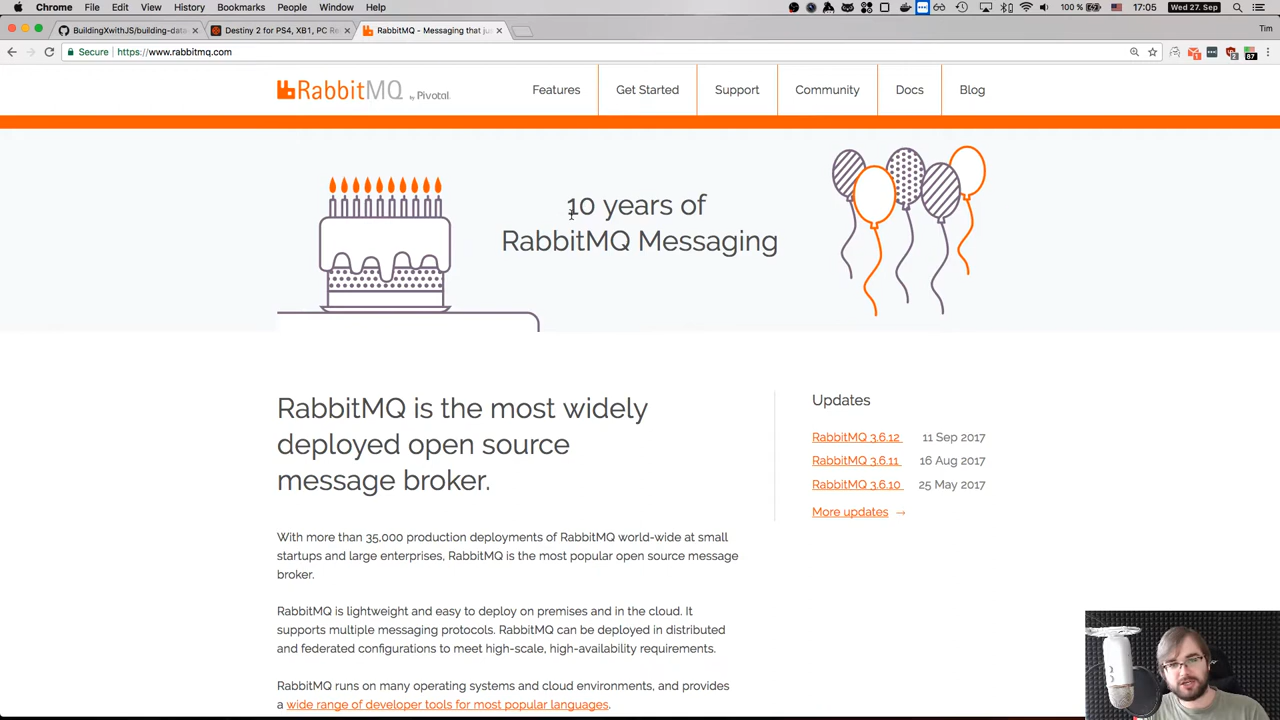 Chrome File Edit View History Bookmarks People Window Help 100 % 17:05 Wed 27. Sep
BuildingXwithJS/building-data
Destiny 2 for PS4, XB1, PC Re
RabbitMQ - Messaging that jus
Tim
Secure https://www.rabbitmq.com
87
RabbitMQ by Pivotal
Features Get Started Support Community Docs Blog
10 years of
RabbitMQ Messaging
RabbitMQ is the most widely
deployed open source
message broker.
With more than 35,000 production deployments of RabbitMQ world-wide at small
startups and large enterprises, RabbitMQ is the most popular open source message
broker.
RabbitMQ is lightweight and easy to deploy on premises and in the cloud. It
supports multiple messaging protocols. RabbitMQ can be deployed in distributed
and federated configurations to meet high-scale, high-availability requirements.
RabbitMQ runs on many operating systems and cloud environments, and provides
a wide range of developer tools for most popular languages.
Updates
RabbitMQ 3.6.12 11 Sep 2017
RabbitMQ 3.6.11 16 Aug 2017
RabbitMQ 3.6.10 25 May 2017
More updates →